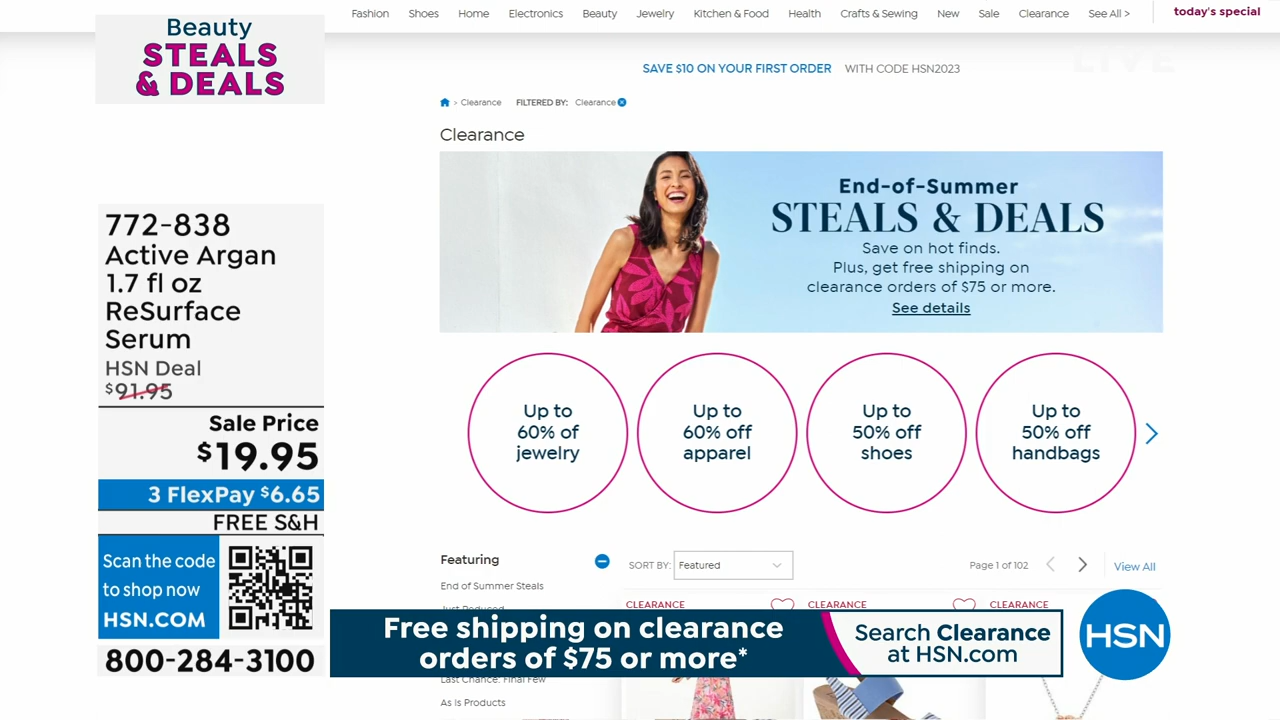 Fashion Shoes Home Electronics Beauty Jewelry Kitchen & Food Health Crafts & Sewing New Sale Clearance See All > today's special
Beauty
STEALS
& DEALS
LIVE
SAVE $10 ON YOUR FIRST ORDER WITH CODE HSN2023
> Clearance FILTERED BY: Clearance
Clearance
End-of-Summer
STEALS & DEALS
Save on hot finds.
Plus, get free shipping on
clearance orders of $75 or more.
See details
772-838
Active Argan
1.7 fl oz
ReSurface
Serum
HSN Deal
$91.95
Sale Price
$19.95
3 FlexPay $6.65
FREE S&H
Scan the code
to shop now
HSN.COM
800-284-3100
Up to
60% of
jewelry
Up to
60% off
apparel
Up to
50% off
shoes
Up to
50% off
handbags
Featuring
End of Summer Steals
Just Reduced
Last Chance: Final Few
As Is Products
SORT BY: Featured
Page 1 of 102
View All
CLEARANCE
CLEARANCE
CLEARANCE
Free shipping on clearance
orders of $75 or more*
Search Clearance
at HSN.com
HSN